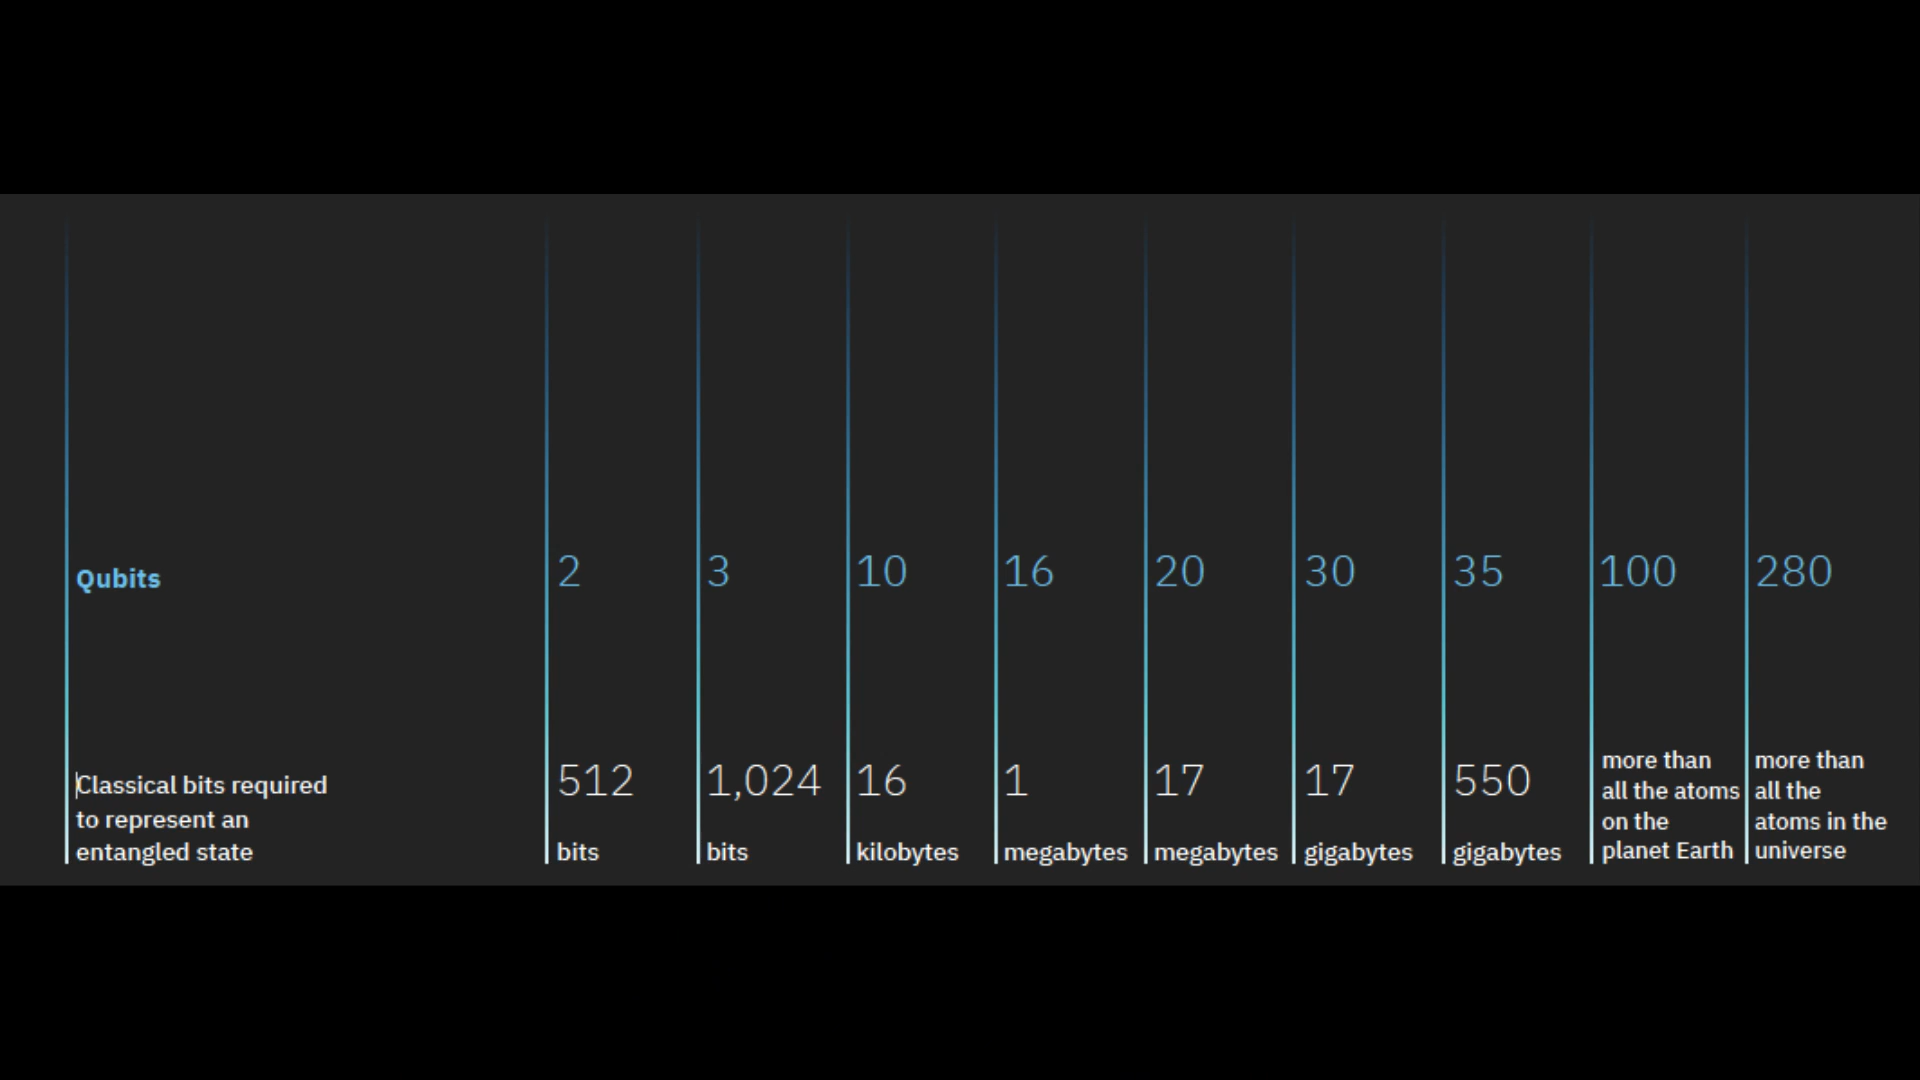 Qubits
2
3
10
16
20
30
35
100
280
Classical bits required
to represent an
entangled state
512
bits
1,024
bits
16
kilobytes
1
megabytes
17
megabytes
17
gigabytes
550
gigabytes
more than
all the atoms
on the
planet Earth
more than
all the
atoms in the
universe